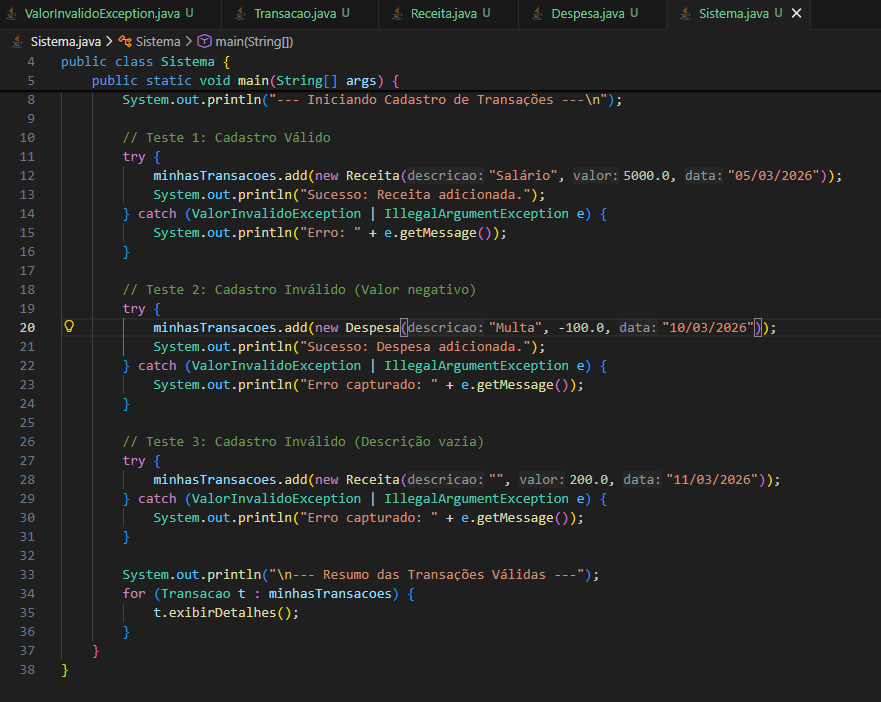 ValorInvalidoException.java U Transacao.java U Receita.java U Despesa.java U Sistema.java U
Sistema.java > Sistema > main(String[])
4 public class Sistema {
5 public static void main(String[] args) {
8 System.out.println("--- Iniciando Cadastro de Transações ---\n");
9
10 // Teste 1: Cadastro Válido
11 try {
12 minhasTransacoes.add(new Receita(descricao: "Salário", valor: 5000.0, data: "05/03/2026"));
13 System.out.println("Sucesso: Receita adicionada.");
14 } catch (ValorInvalidoException | IllegalArgumentException e) {
15 System.out.println("Erro: " + e.getMessage());
16 }
17
18 // Teste 2: Cadastro Inválido (Valor negativo)
19 try {
20 minhasTransacoes.add(new Despesa(descricao: "Multa", -100.0, data: "10/03/2026"));
21 System.out.println("Sucesso: Despesa adicionada.");
22 } catch (ValorInvalidoException | IllegalArgumentException e) {
23 System.out.println("Erro capturado: " + e.getMessage());
24 }
25
26 // Teste 3: Cadastro Inválido (Descrição vazia)
27 try {
28 minhasTransacoes.add(new Receita(descricao: "", valor: 200.0, data: "11/03/2026"));
29 } catch (ValorInvalidoException | IllegalArgumentException e) {
30 System.out.println("Erro capturado: " + e.getMessage());
31 }
32
33 System.out.println("\n--- Resumo das Transações Válidas ---");
34 for (Transacao t : minhasTransacoes) {
35 t.exibirDetalhes();
36 }
37 }
38 }